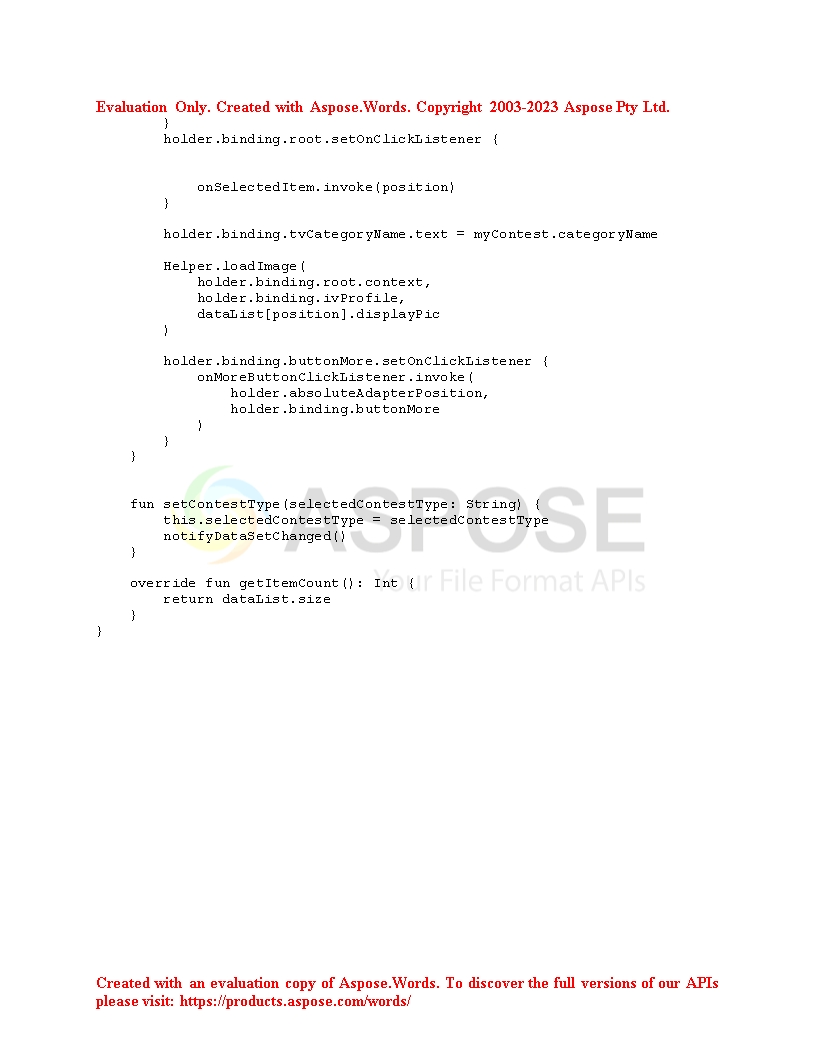 Evaluation Only. Created with Aspose.Words. Copyright 2003-2023 Aspose Pty Ltd.
        }
        holder.binding.root.setOnClickListener {
            onSelectedItem.invoke(position)
        }
        holder.binding.tvCategoryName.text = myContest.categoryName
        Helper.loadImage(
            holder.binding.root.context,
            holder.binding.ivProfile,
            dataList[position].displayPic
        )
        holder.binding.buttonMore.setOnClickListener {
            onMoreButtonClickListener.invoke(
                holder.absoluteAdapterPosition,
                holder.binding.buttonMore
            )
        }
    }
    fun setContestType(selectedContestType: String) {
        this.selectedContestType = selectedContestType
        notifyDataSetChanged()
    }
ASPOSE
Your File Format APIs
    override fun getItemCount(): Int {
        return dataList.size
    }
}
Created with an evaluation copy of Aspose.Words. To discover the full versions of our APIs
please visit: https://products.aspose.com/words/